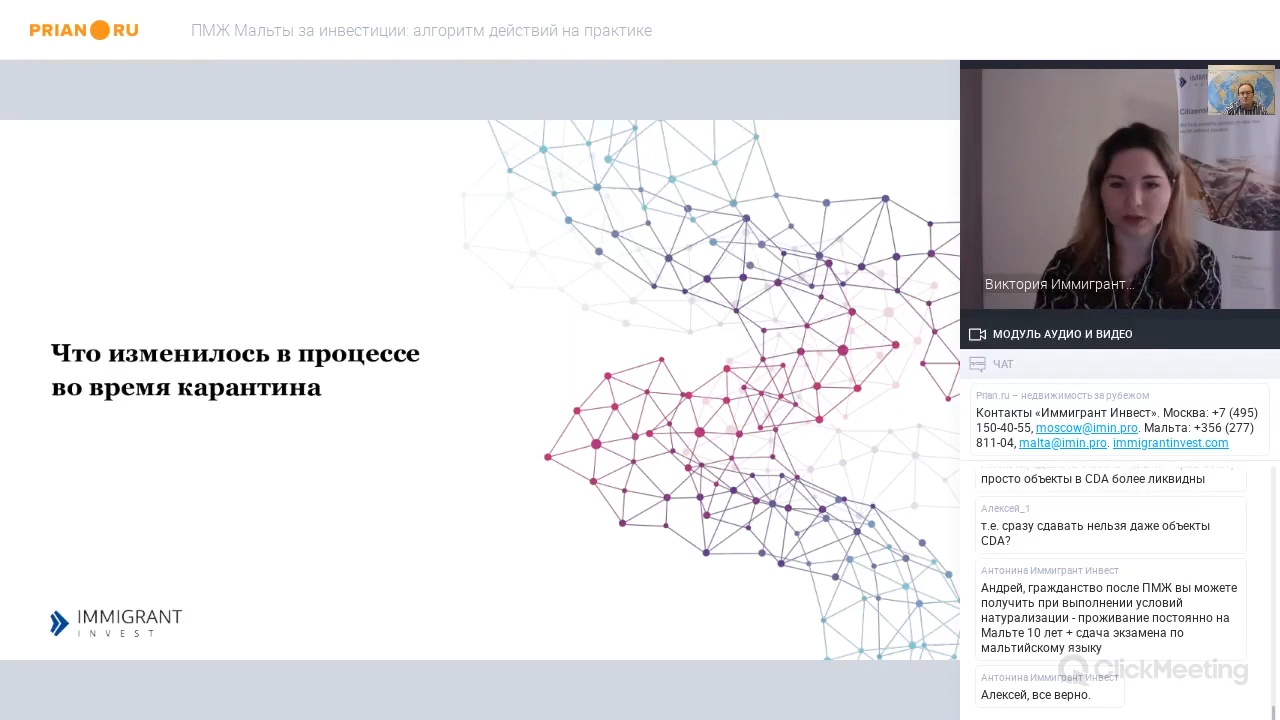 PRIAN RU
ПМЖ Мальты за инвестиции: алгоритм действий на практике
Что изменилось в процессе
во время карантина
IMMIGRANT
INVEST
Виктория Иммигрант...
МОДУЛЬ АУДИО И ВИДЕО
ЧАТ
Prian.ru – недвижимость за рубежом
Контакты «Иммигрант Инвест». Москва: +7 (495)
150-40-55, moscow@imin.pro. Мальта: +356 (277)
811-04, malta@imin.pro. immigrantinvest.com
просто объекты в CDA более ликвидны
Алексей_1
т.е. сразу сдавать нельзя даже объекты
CDA?
Антонина Иммигрант Инвест
Андрей, гражданство после ПМЖ вы можете
получить при выполнении условий
натурализации - проживание постоянно на
Мальте 10 лет + сдача экзамена по
мальтийскому языку
ClickMeeting
Антонина Иммигрант Инвест
Алексей, все верно.